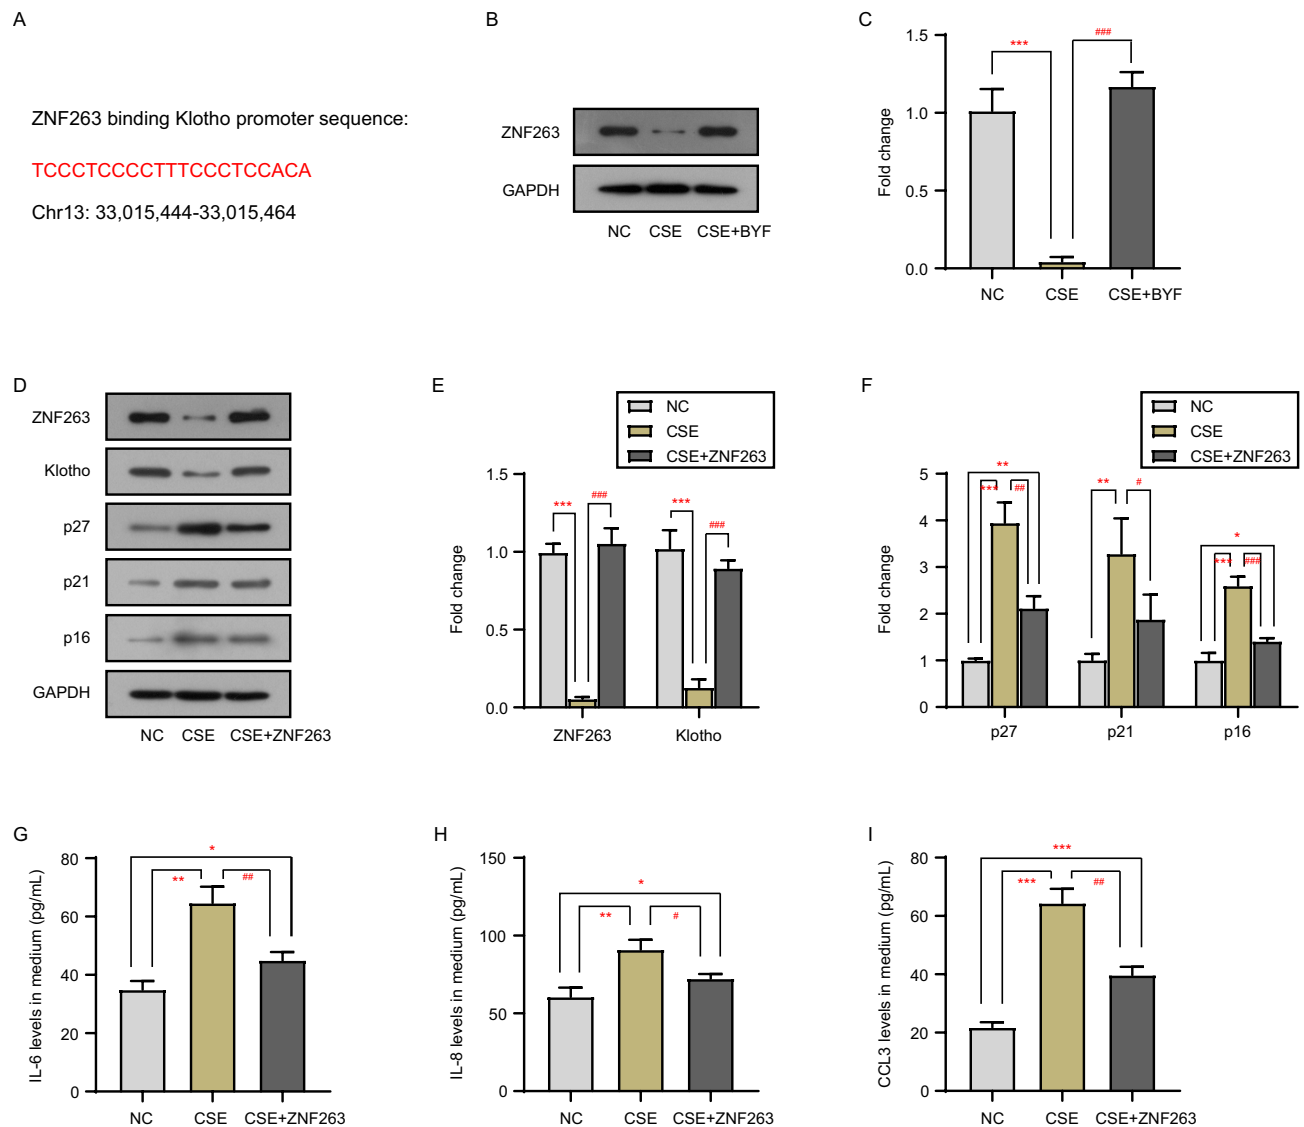 A
ZNF263 binding Klotho promoter sequence:
TCCCTCCCCTTTCCCTCCACA
Chr13: 33,015,444-33,015,464
B
ZNF263
GAPDH
NC CSE CSE+BYF
C
Fold change
1.5
1.0
0.5
0.0
*** ###
NC CSE CSE+BYF
D
ZNF263
Klotho
p27
p21
p16
GAPDH
NC CSE CSE+ZNF263
E
NC
CSE
CSE+ZNF263
Fold change
1.5
1.0
0.5
0.0
*** ### *** ###
ZNF263 Klotho
F
NC
CSE
CSE+ZNF263
Fold change
5
4
3
2
1
0
**
*** ##
** #
*
*** ###
p27 p21 p16
G
IL-6 levels in medium (pg/mL)
80
60
40
20
0
*
** ##
NC CSE CSE+ZNF263
H
IL-8 levels in medium (pg/mL)
150
100
50
0
*
** #
NC CSE CSE+ZNF263
I
CCL3 levels in medium (pg/mL)
80
60
40
20
0
***
*** ##
NC CSE CSE+ZNF263